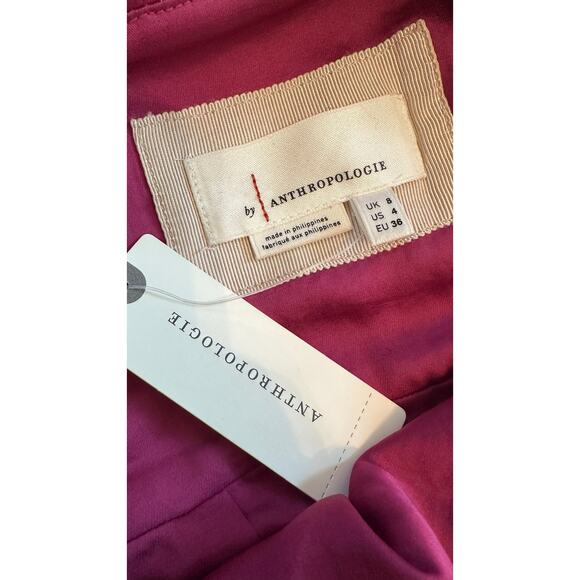 by ANTHROPOLOGIE
made in philippines
fabriqué aux philippines
UK 8
US 4
EU 36
ANTHROPOLOGIE